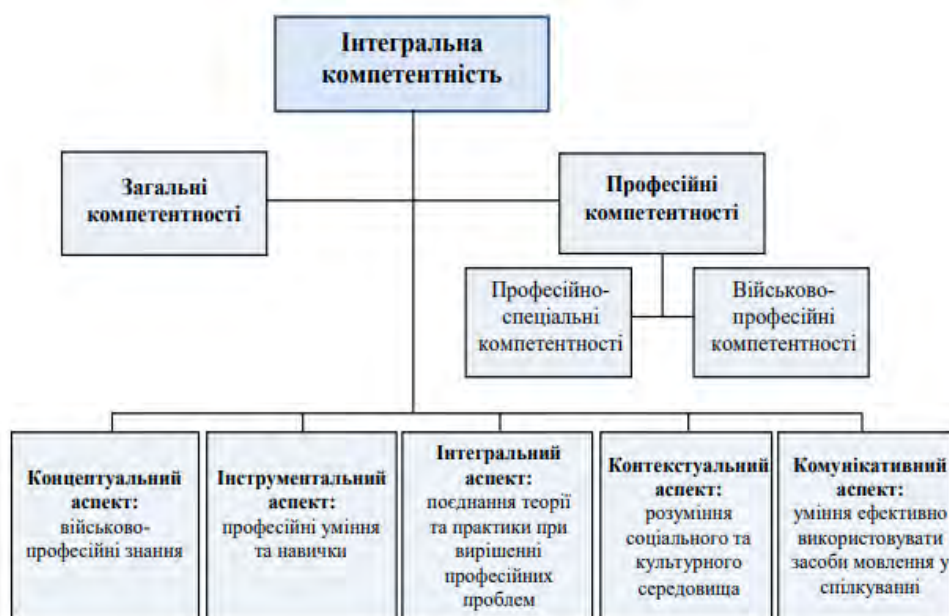 Інтегральна
компетентність
Загальні
компетентності
Професійні
компетентності
Професійно-
спеціальні
компетентності
Військово-
професійні
компетентності
Концептуальний
аспект:
військово-
професійні знання
Інструментальний
аспект:
професійні уміння
та навички
Інтегральний
аспект:
поєднання теорії
та практики при
вирішенні
професійних
проблем
Контекстуальний
аспект:
розуміння
соціального та
культурного
середовища
Комунікативний
аспект:
уміння ефективно
використовувати
засоби мовлення у
спілкуванні